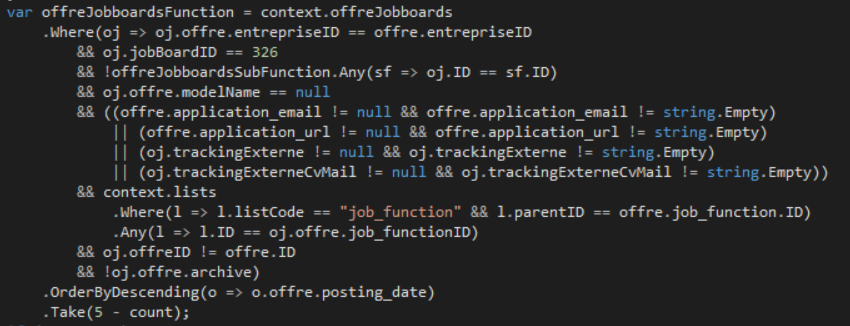 var offreJobboardsFunction = context.offreJobboards
.Where(oj => oj.offre.entrepriseID == offre.entrepriseID
&& oj.jobBoardID == 326
&& !offreJobboardsSubFunction.Any(sf => oj.ID == sf.ID)
&& oj.offre.modelName == null
&& ((offre.application_email != null && offre.application_email != string.Empty)
|| (offre.application_url != null && offre.application_url != string.Empty)
|| (oj.trackingExterne != null && oj.trackingExterne != string.Empty)
|| (oj.trackingExterneCvMail != null && oj.trackingExterneCvMail != string.Empty))
&& context.lists
.Where(l => l.listCode == "job_function" && l.parentID == offre.job_function.ID)
.Any(l => l.ID == oj.offre.job_functionID)
&& oj.offreID != offre.ID
&& !oj.offre.archive)
.OrderByDescending(o => o.offre.posting_date)
.Take(5 - count);